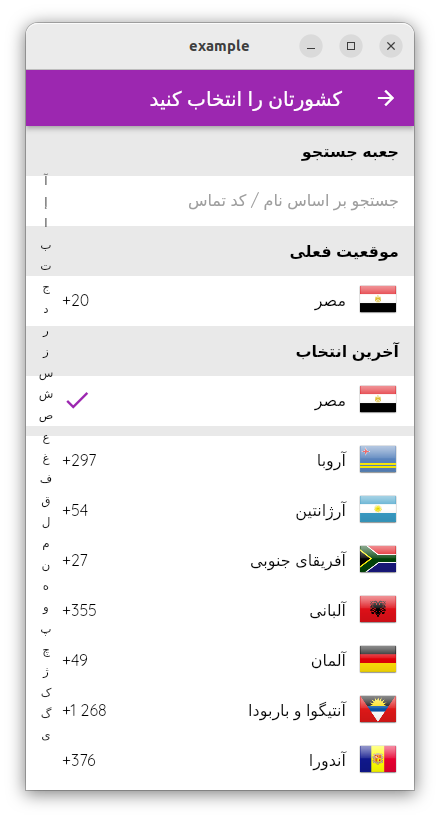 example
کشورتان را انتخاب کنید
جعبه جستجو
جستجو بر اساس نام / کد تماس
موقعیت فعلی
مصر
+20
آخرین انتخاب
مصر
آروبا
+297
آرژانتین
+54
آفریقای جنوبی
+27
آلبانی
+355
آلمان
+49
آنتیگوا و باربودا
+1 268
آندورا
+376
آ
إ
ا
ب
ت
ج
د
ر
ز
س
ش
ص
ع
غ
ف
ق
ل
م
ن
ه
و
پ
چ
ژ
ک
گ
ی